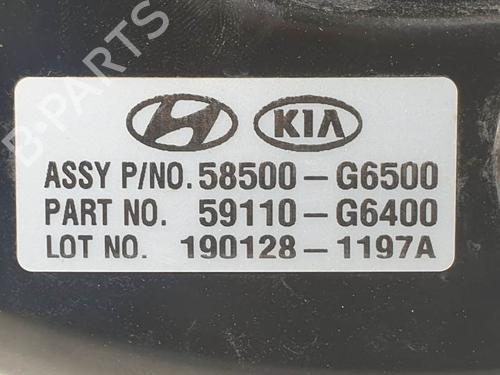 B-PARTS
KIA
ASSY P/NO. 58500-G6500
PART NO. 59110-G6400
LOT NO. 190128-1197A